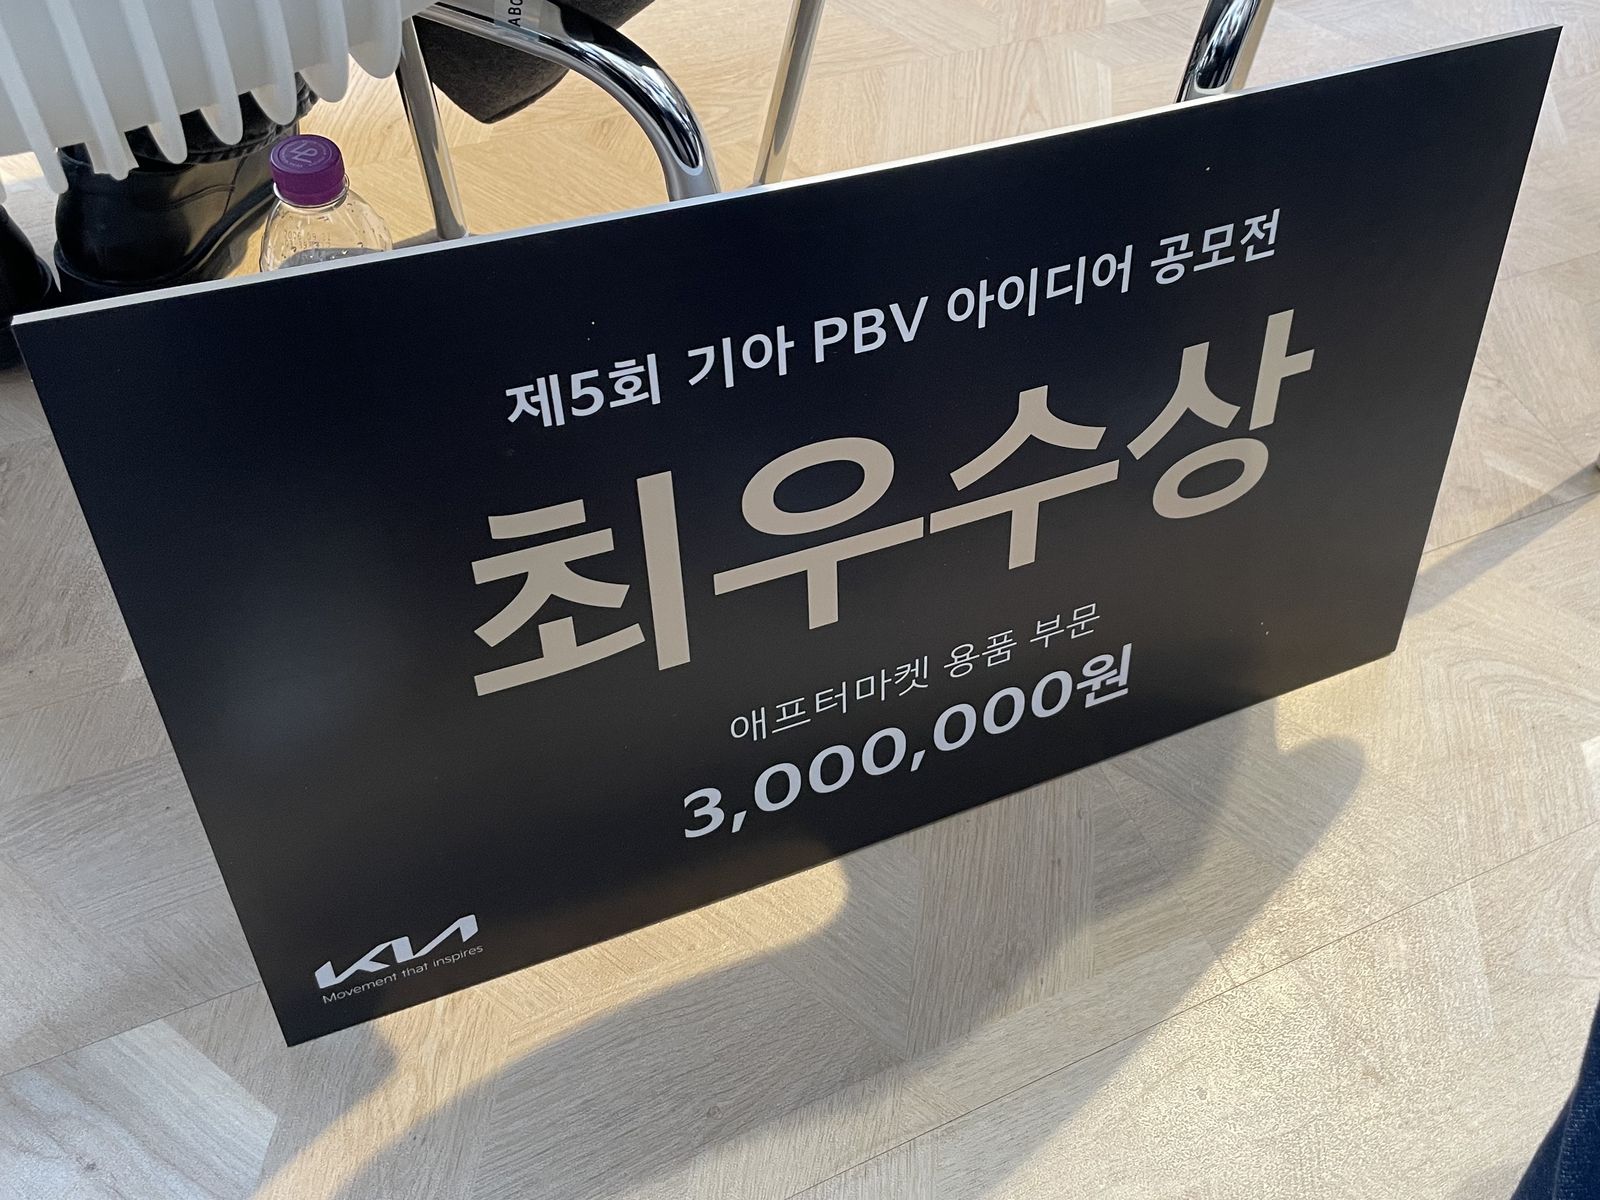 제5회 기아 PBV 아이디어 공모전
최우수상
애프터마켓 용품 부문
3,000,000원
KIA
Movement that inspires